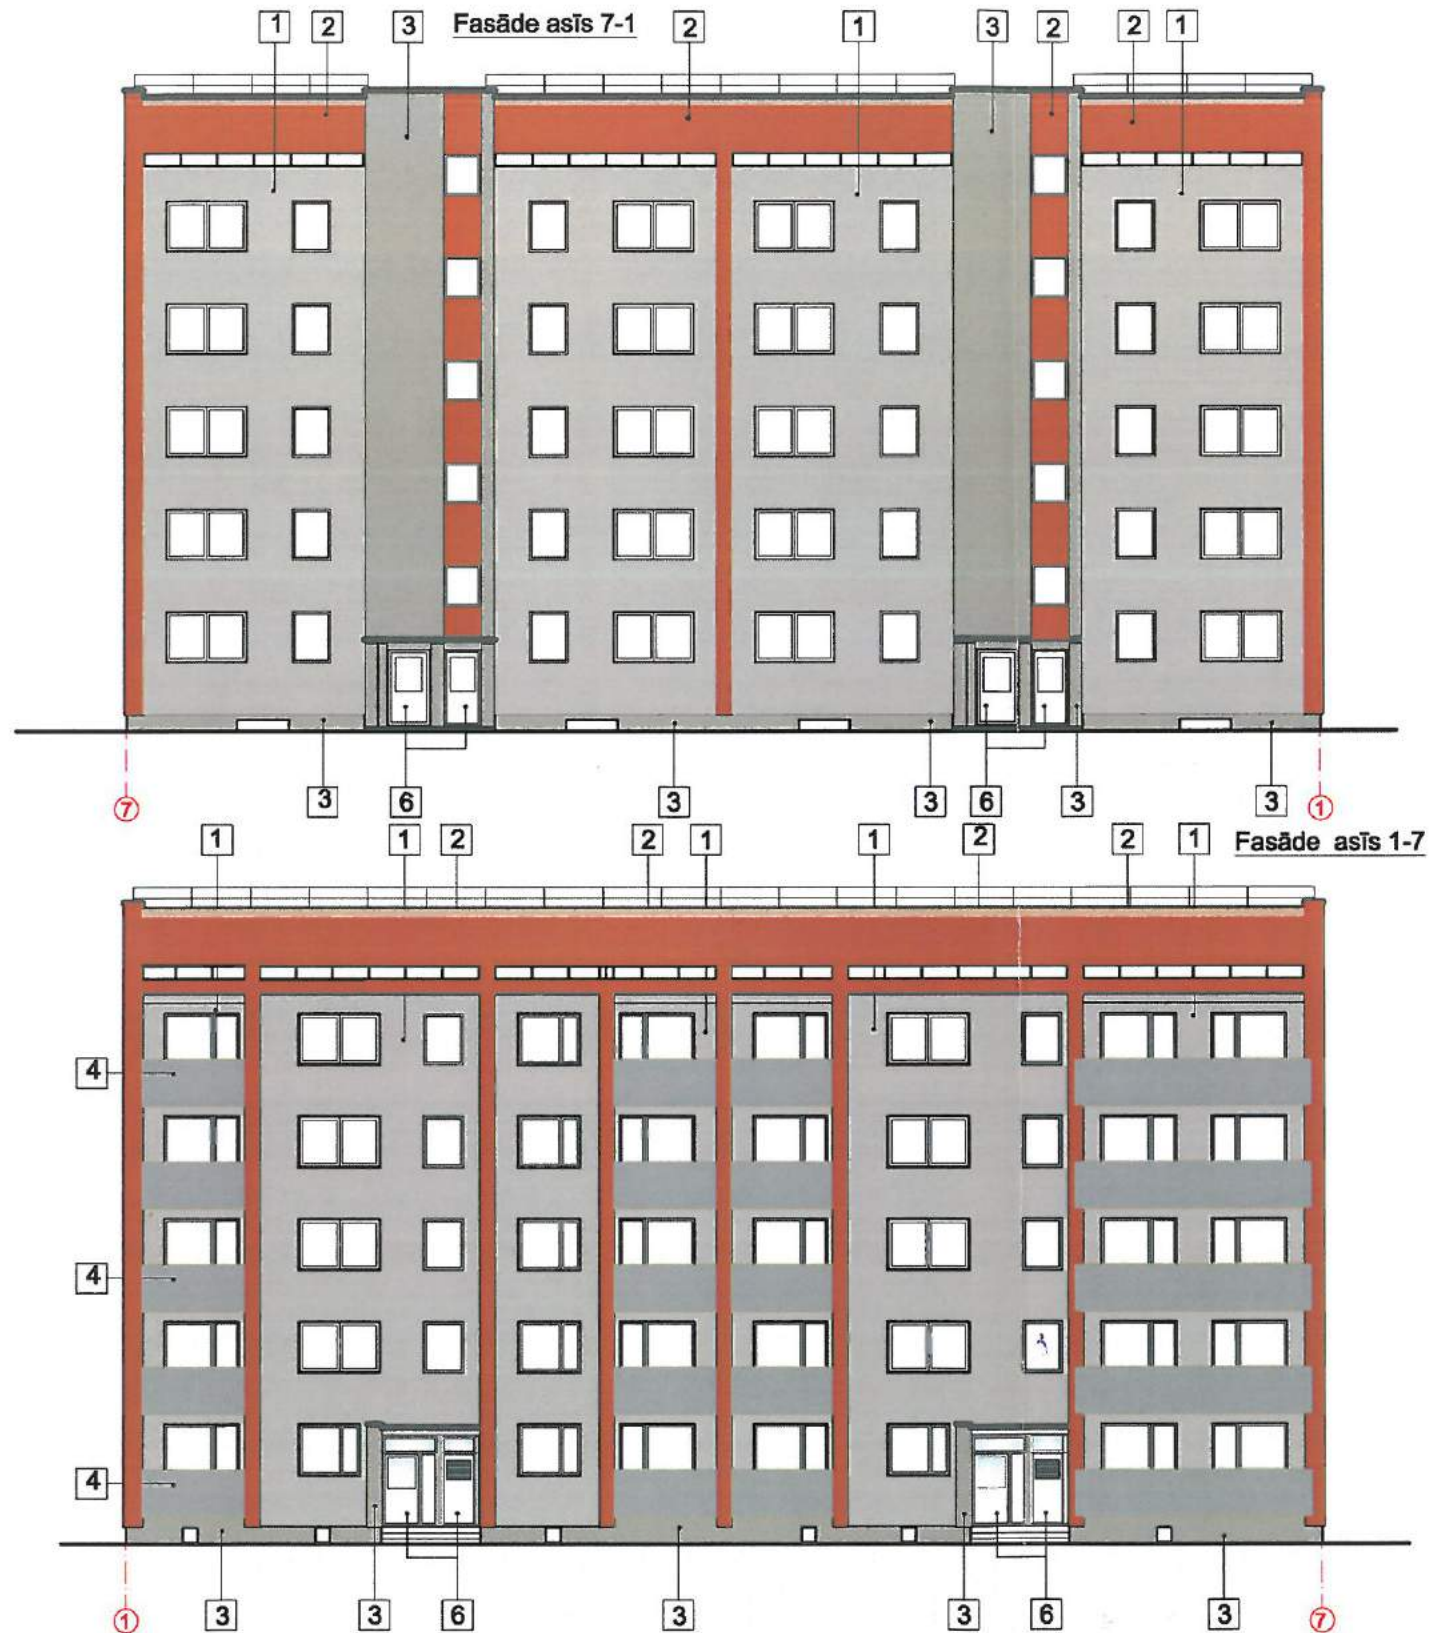 1 2 3 Fasāde asīs 7-1 2 1 3 2 2 1
3 6 3 3 6 3 3
7 1
1 1 2 2 1 1 2 2 1 Fasāde asīs 1-7
4
4
4
1 3 3 6 3 3 6 3 7